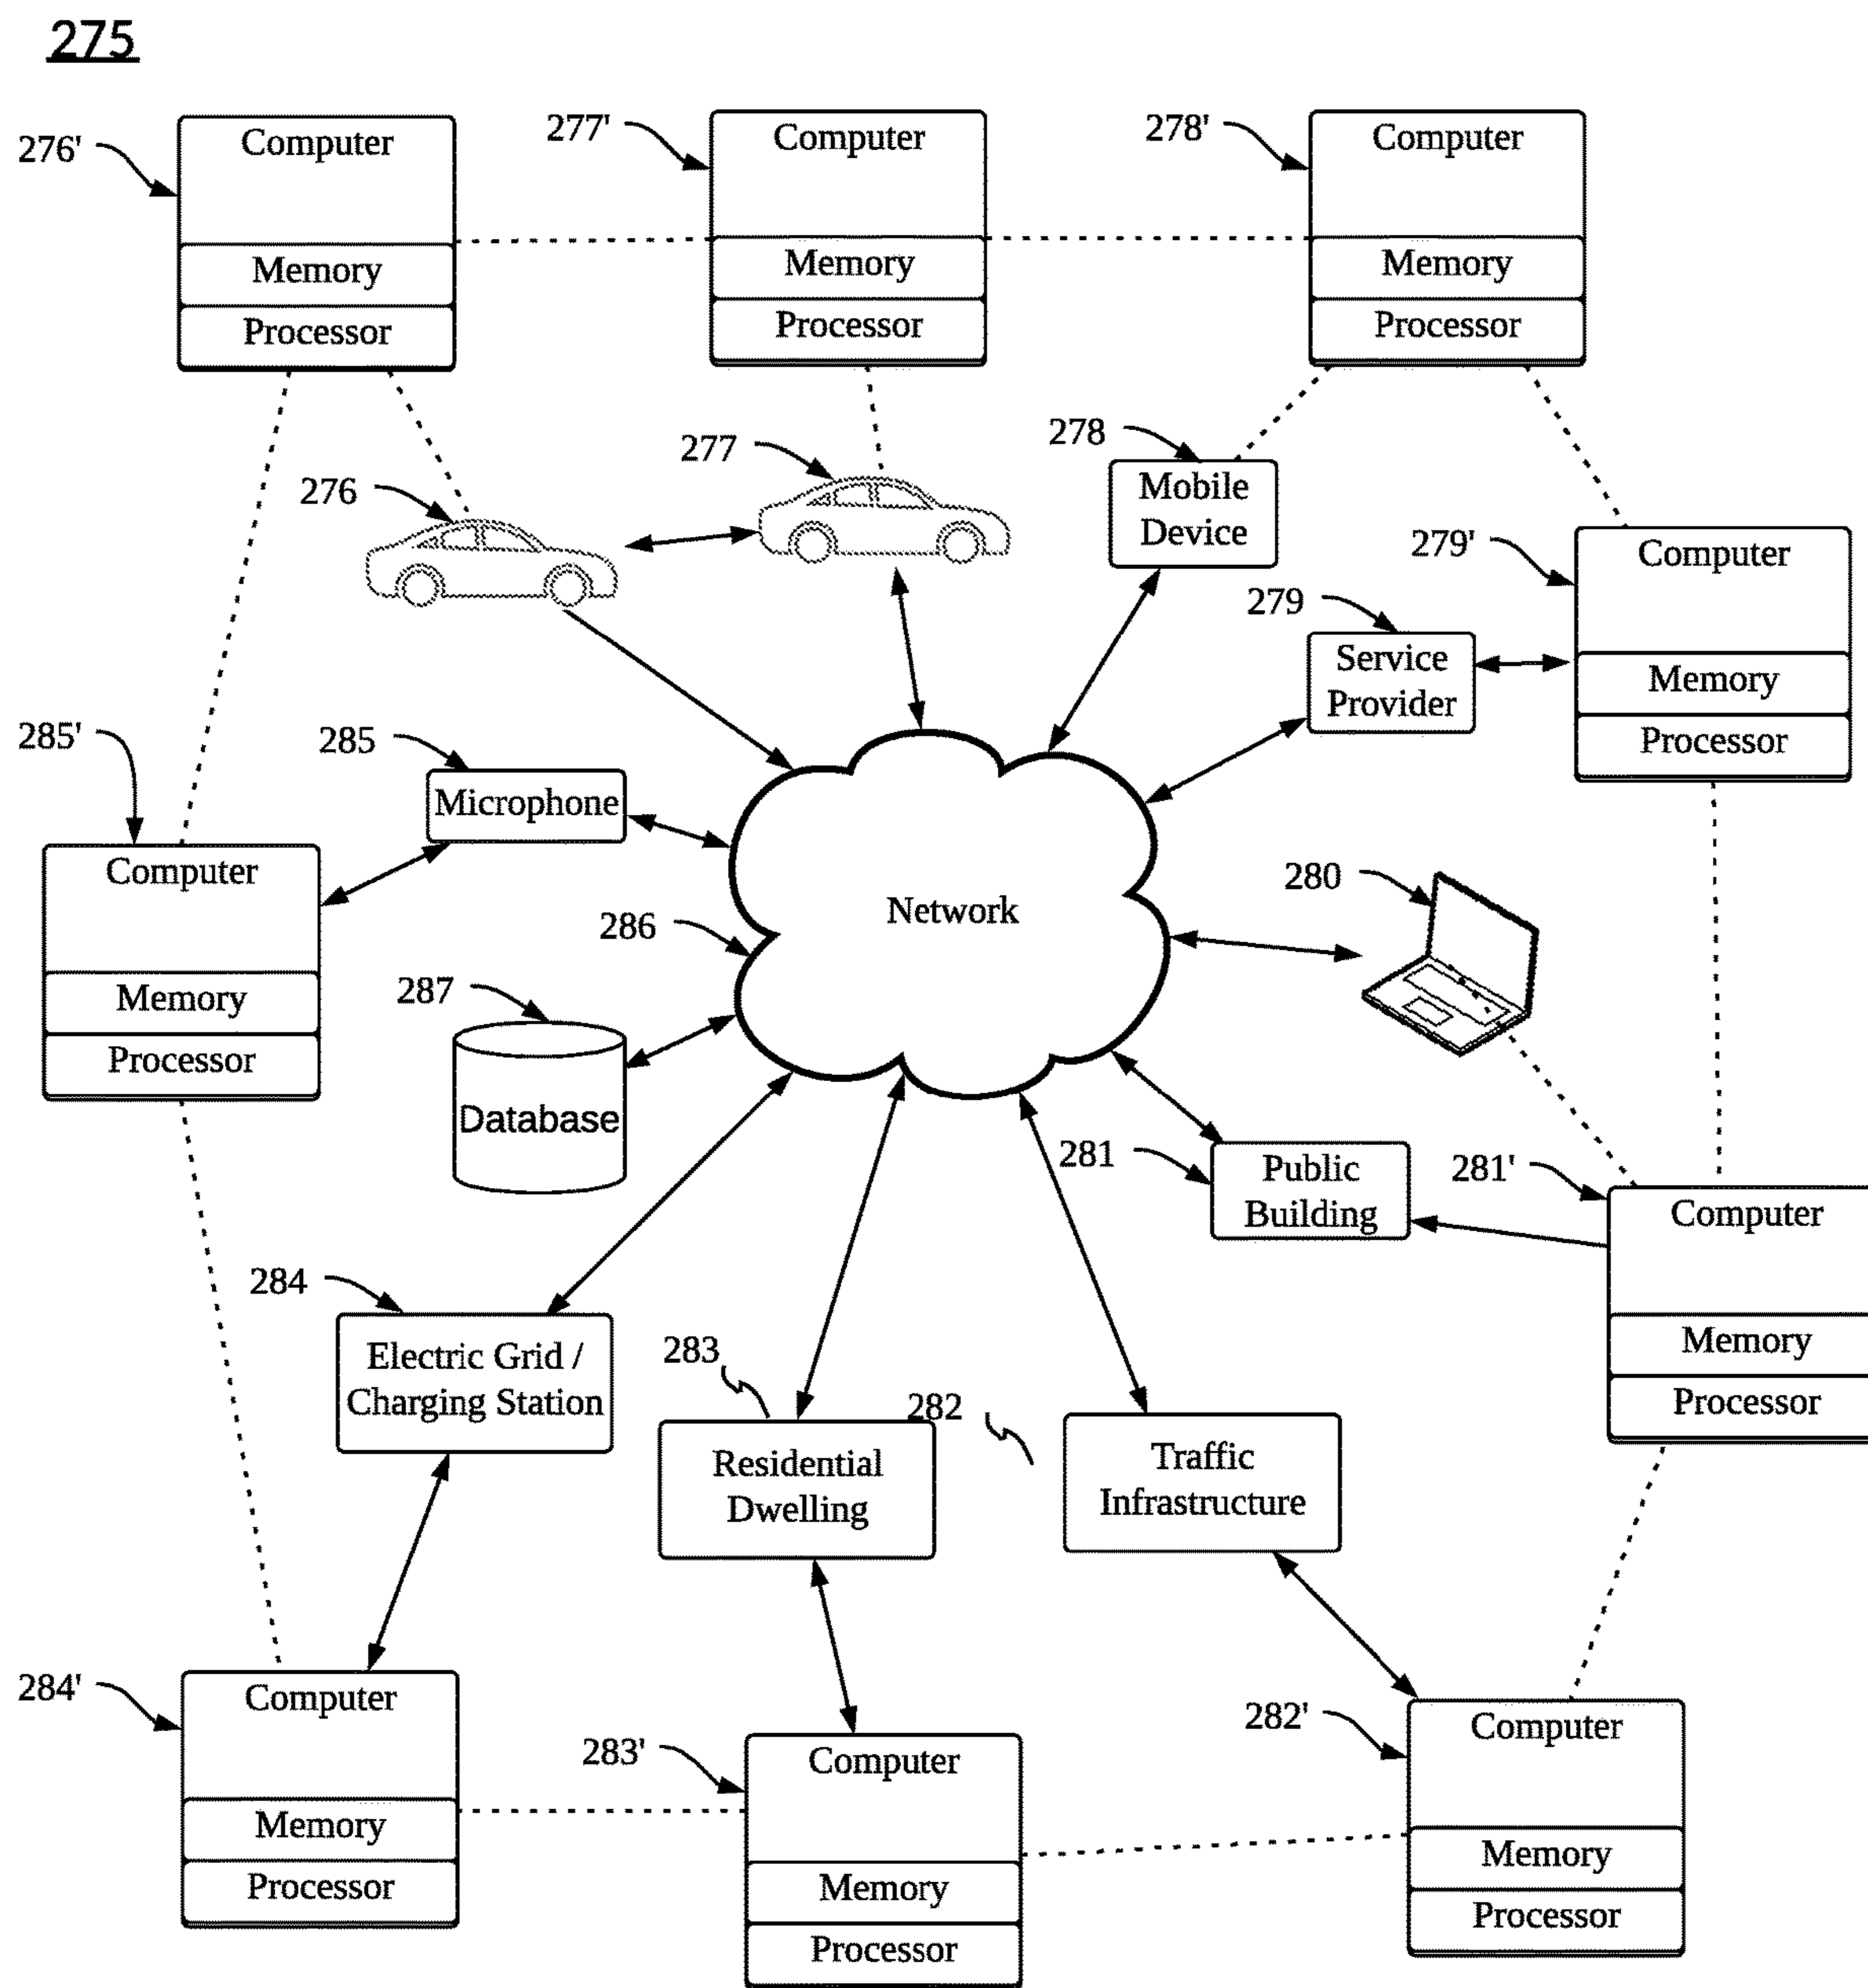 275
276'
Computer
Memory
Processor
277'
Computer
Memory
Processor
278'
Computer
Memory
Processor
276
277
278
Mobile
Device
279'
Computer
Memory
Processor
279
Service
Provider
285'
Computer
Memory
Processor
285
Microphone
286
Network
280
287
Database
281
Public
Building
281'
Computer
Memory
Processor
284
Electric Grid /
Charging Station
283
Residential
Dwelling
282
Traffic
Infrastructure
284'
Computer
Memory
Processor
283'
Computer
Memory
Processor
282'
Computer
Memory
Processor